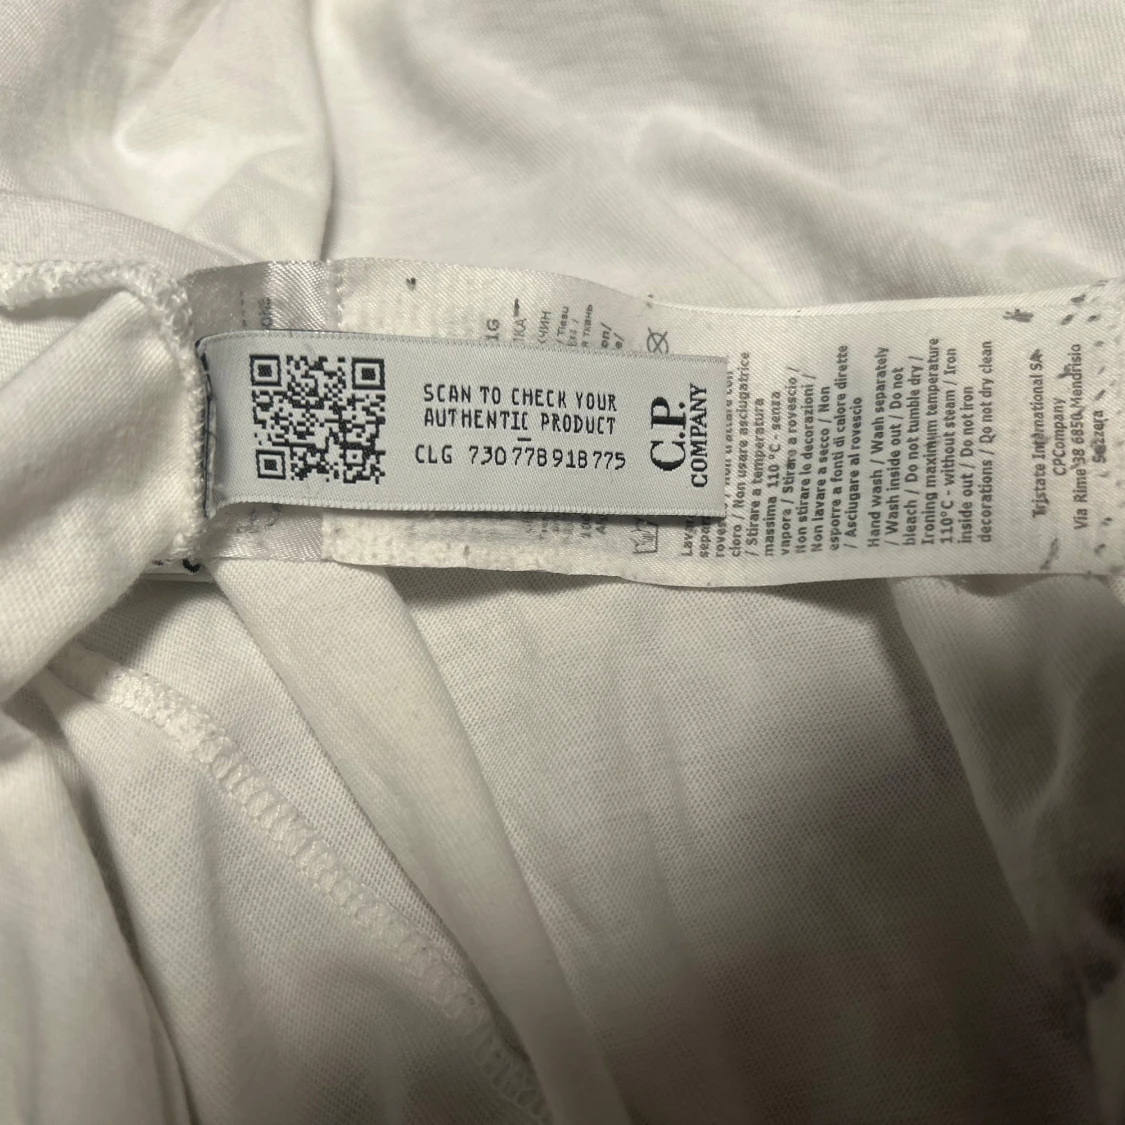 SCAN TO CHECK YOUR
AUTHENTIC PRODUCT
CLG 730778918775
C.P.
COMPANY
cloro / Non usare asciugatrice
/ Stirare a temperatura
massima 110 °C - senza
vapore / Stirare a rovescio /
Non stirare le decorazioni /
Non lavare a secco / Non
esporre a fonti di calore dirette
/ Asciugare al rovescio
Hand wash / Wash separately
/ Wash inside out / Do not
bleach / Do not tumble dry /
Ironing maximum temperature
110°C - without steam / Iron
inside out / Do not iron
decorations / Do not dry clean
Tristate International SA
CPCompany
Via Rime 38 6850 Mendrisio